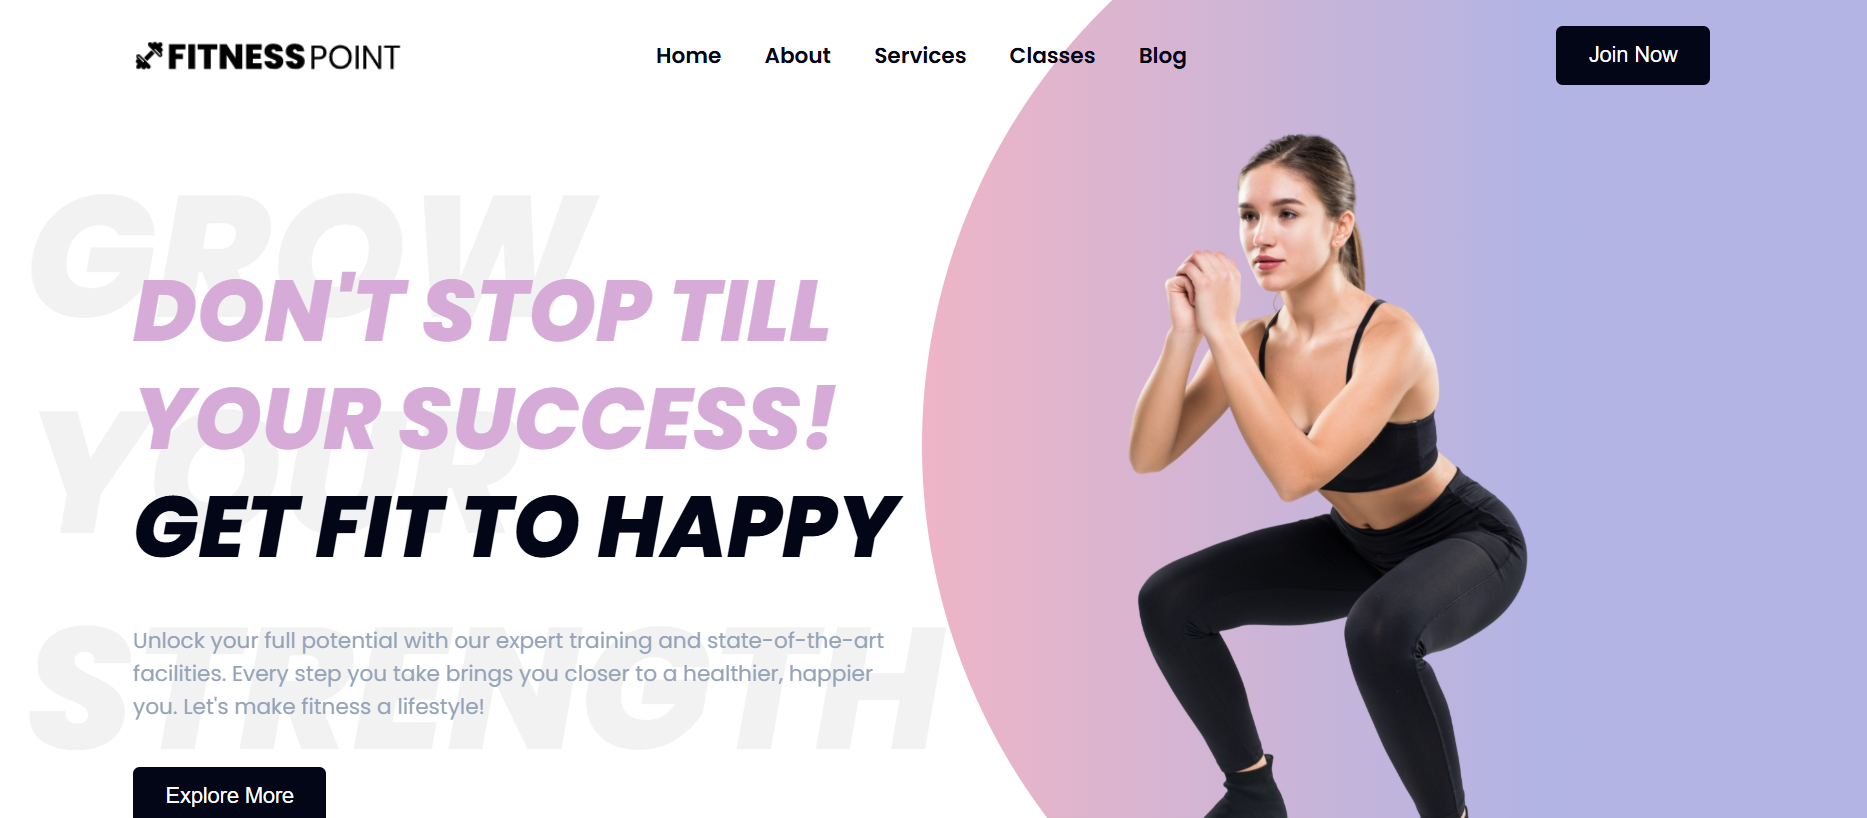 FITNESS POINT
Home About Services Classes Blog
Join Now
GROW
DON'T STOP TILL
YOUR SUCCESS!
YOUR
GET FIT TO HAPPY
STRENGTH
Unlock your full potential with our expert training and state-of-the-art
facilities. Every step you take brings you closer to a healthier, happier
you. Let's make fitness a lifestyle!
Explore More